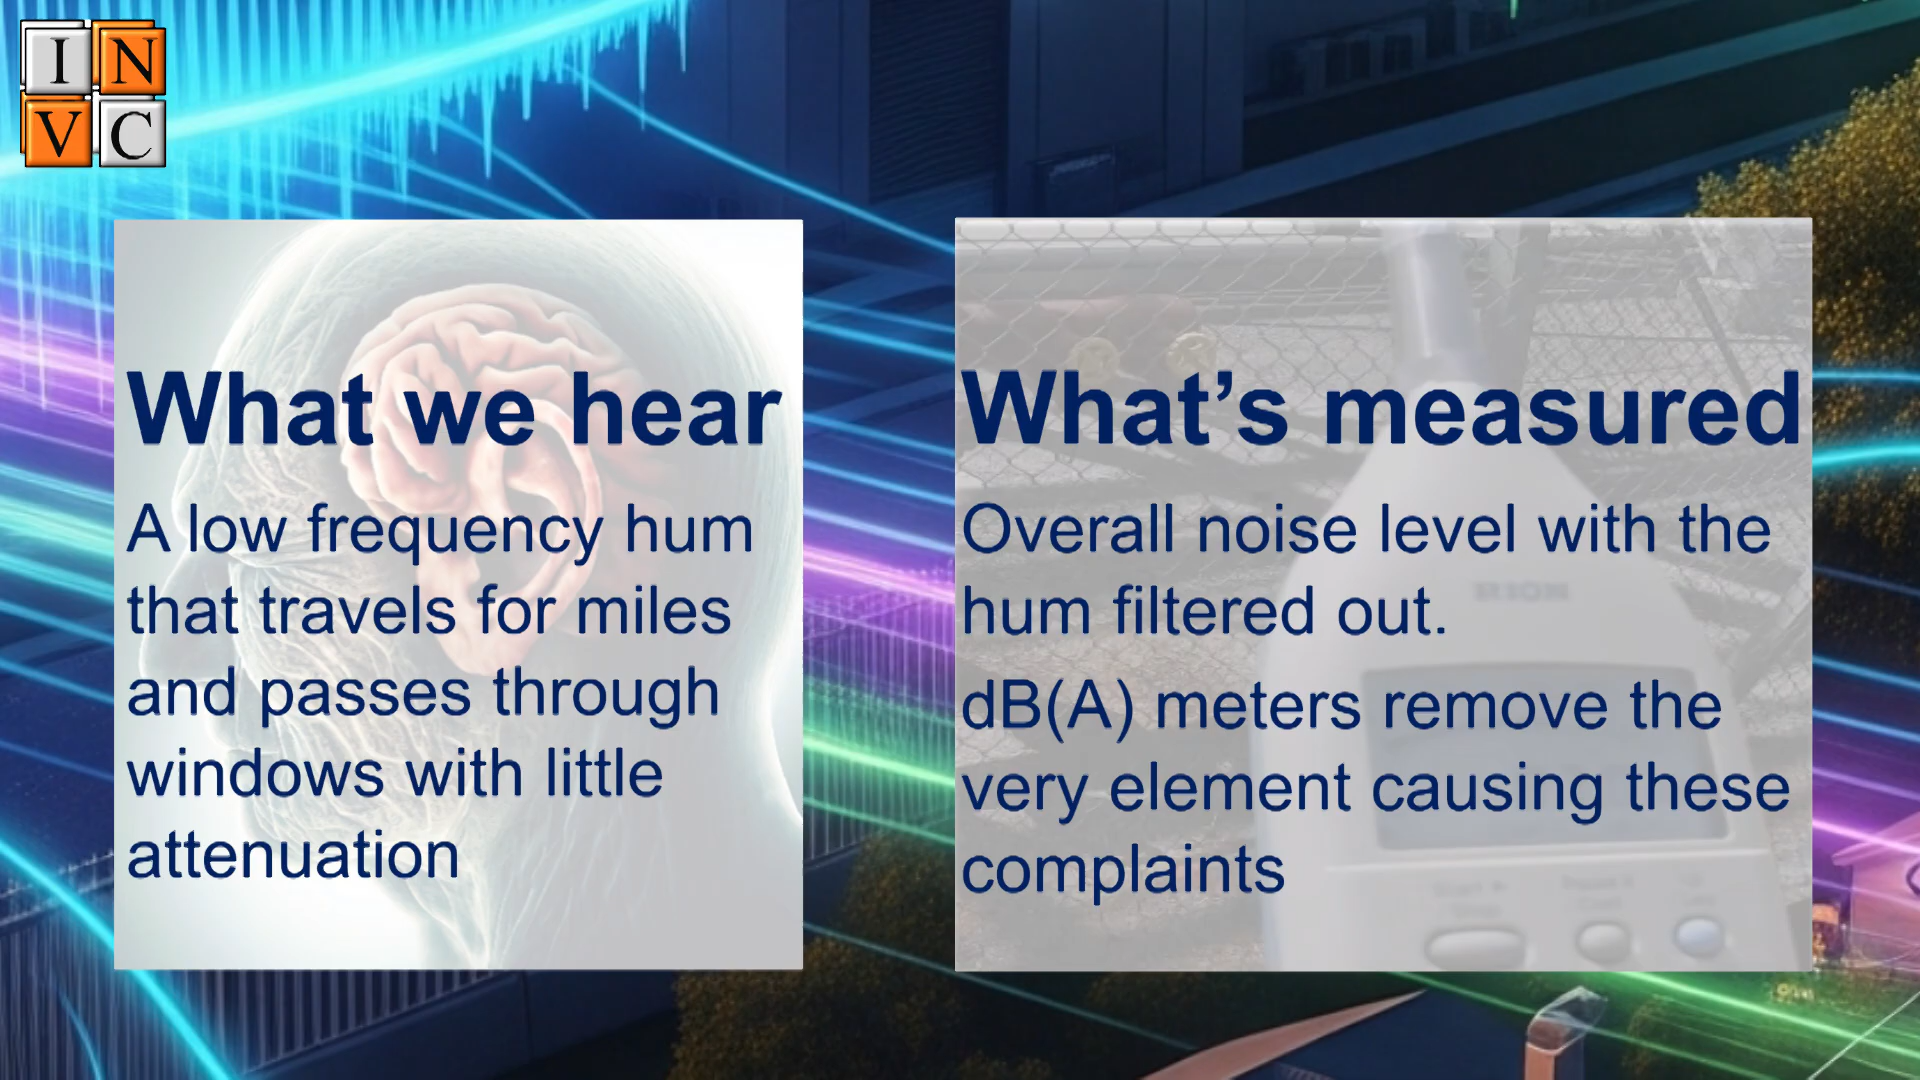 I N
V C
What we hear
A low frequency hum
that travels for miles
and passes through
windows with little
attenuation
What's measured
Overall noise level with the
hum filtered out.
dB(A) meters remove the
very element causing these
complaints